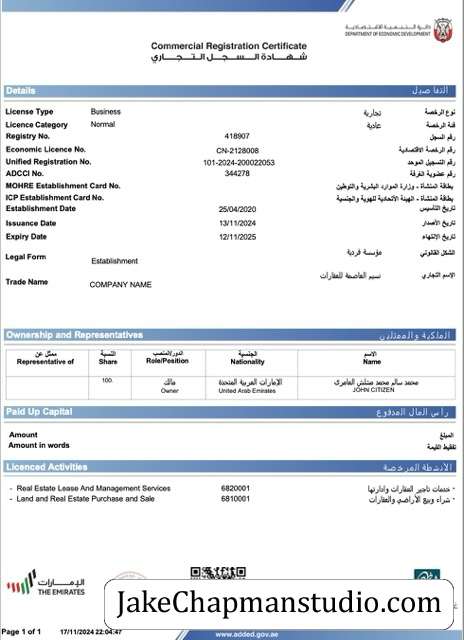 دائرة التنمية الاقتصادية
DEPARTMENT OF ECONOMIC DEVELOPMENT
Commercial Registration Certificate
شهادة السجل التجاري
Details التفاصيل
License Type Business تجارية نوع الرخصة
Licence Category Normal عادية فئة الرخصة
Registry No. 418907 رقم السجل
Economic Licence No. CN-2128008 رقم الرخصة الاقتصادية
Unified Registration No. 101-2024-200022053 رقم التسجيل الموحد
ADCCI No. 344278 رقم عضوية الغرفة
MOHRE Establishment Card No. بطاقة المنشأة - وزارة الموارد البشرية والتوطين
ICP Establishment Card No. بطاقة المنشأة - الهيئة الأتحادية للهوية والجنسية
Establishment Date 25/04/2020 تاريخ التأسيس
Issuance Date 13/11/2024 تاريخ الأصدار
Expiry Date 12/11/2025 تاريخ الإنتهاء
Legal Form Establishment مؤسسة فردية الشكل القانوني
Trade Name COMPANY NAME نسيم العاصمة للعقارات الإسم التجاري
Ownership and Representatives الملكية والممثلين
ممثل عن النسبة الدور/المنصب الجنسية الاسم
Representative of Share Role/Position Nationality Name
100. مالك الإمارات العربية المتحدة محمد سالم محمد العامري
Owner United Arab Emirates JOHN CITIZEN
Paid Up Capital رأس المال المدفوع
Amount المبلغ
Amount in words تفقيط القيمة
Licenced Activities الأنشطة المرخصة
- Real Estate Lease And Management Services 6820001 - خدمات تاجير العقارات وادارتها
- Land and Real Estate Purchase and Sale 6810001 - شراء وبيع الأراضي والعقارات
الإمارات
THE EMIRATES
JakeChapmanstudio.com
Page 1 of 1 17/11/2024 22:04:47 www.added.gov.ae